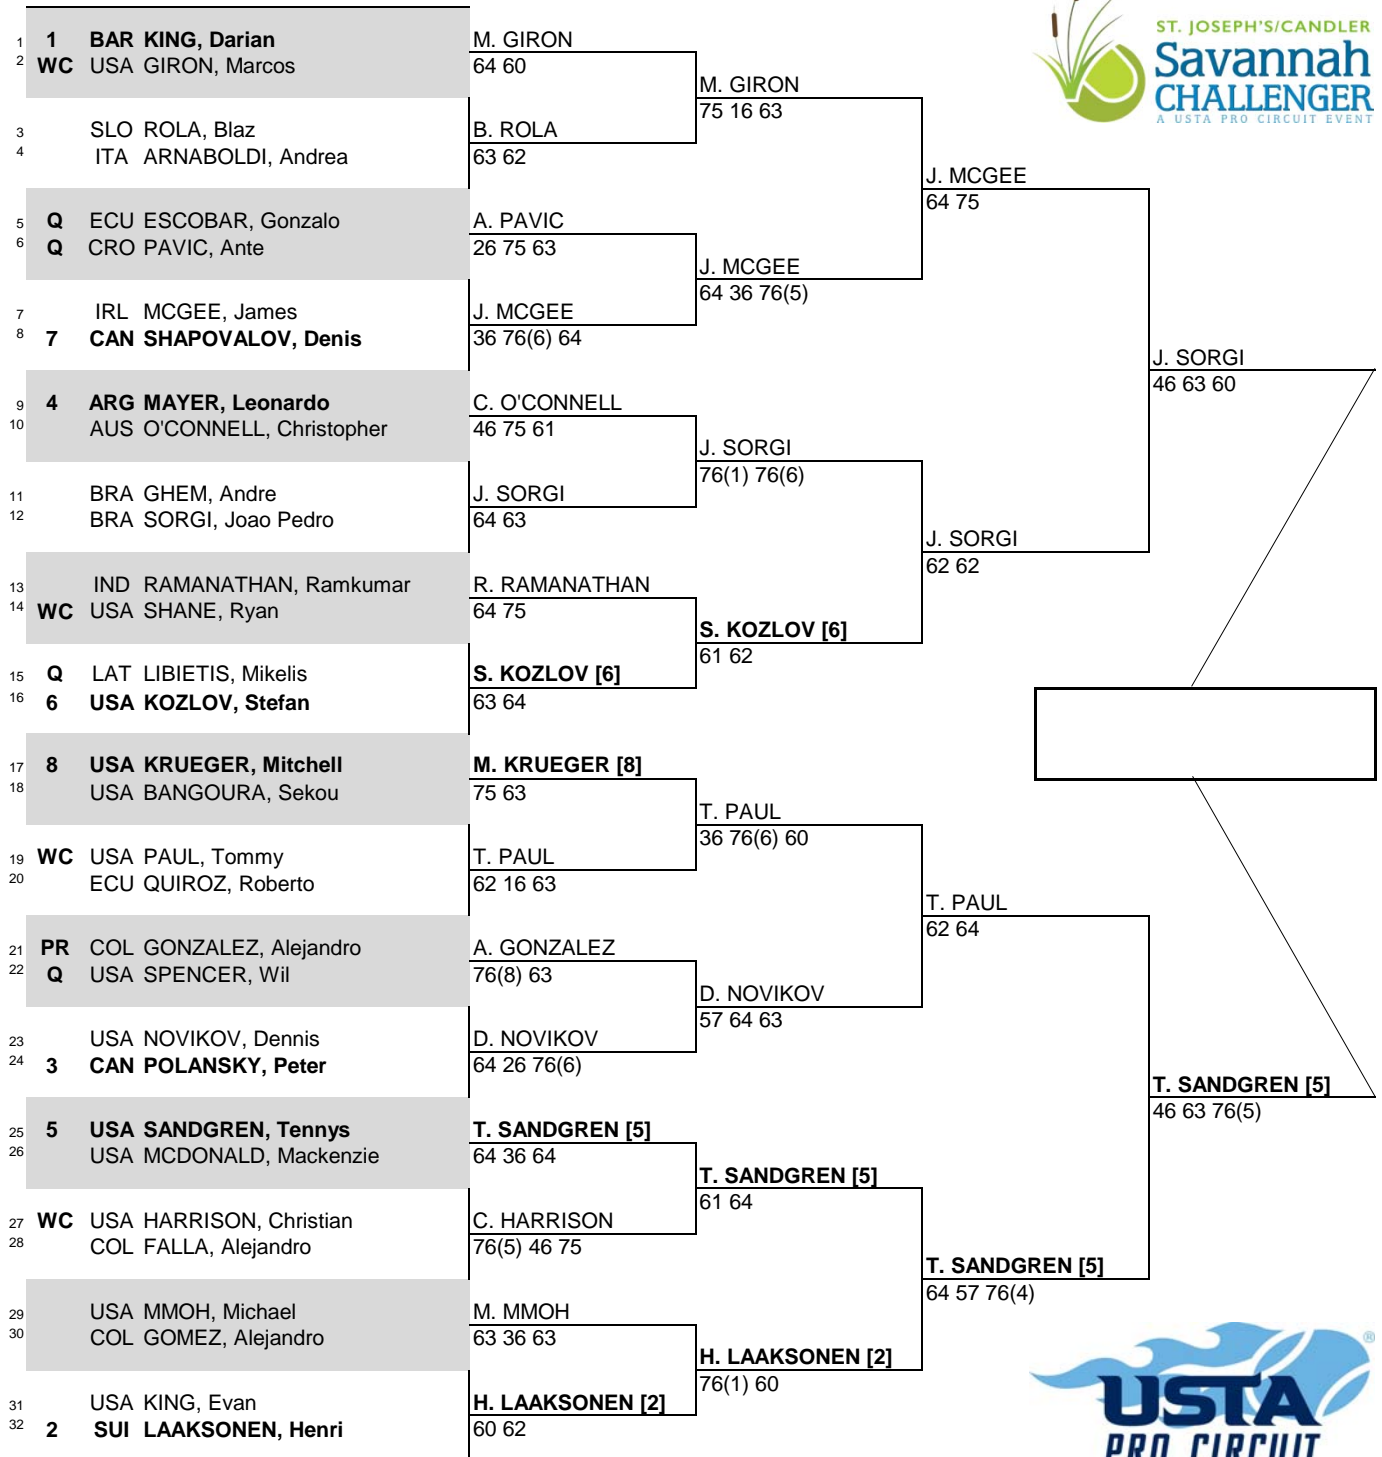 ST. JOSEPH'S/CANDLER
Savannah
CHALLENGER
A USTA PRO CIRCUIT EVENT
1 1 BAR KING, Darian
2 WC USA GIRON, Marcos
3 SLO ROLA, Blaz
4 ITA ARNABOLDI, Andrea
5 Q ECU ESCOBAR, Gonzalo
6 Q CRO PAVIC, Ante
7 IRL MCGEE, James
8 7 CAN SHAPOVALOV, Denis
9 4 ARG MAYER, Leonardo
10 AUS O'CONNELL, Christopher
11 BRA GHEM, Andre
12 BRA SORGI, Joao Pedro
13 IND RAMANATHAN, Ramkumar
14 WC USA SHANE, Ryan
15 Q LAT LIBIETIS, Mikelis
16 6 USA KOZLOV, Stefan
17 8 USA KRUEGER, Mitchell
18 USA BANGOURA, Sekou
19 WC USA PAUL, Tommy
20 ECU QUIROZ, Roberto
21 PR COL GONZALEZ, Alejandro
22 Q USA SPENCER, Wil
23 USA NOVIKOV, Dennis
24 3 CAN POLANSKY, Peter
25 5 USA SANDGREN, Tennys
26 USA MCDONALD, Mackenzie
27 WC USA HARRISON, Christian
28 COL FALLA, Alejandro
29 USA MMOH, Michael
30 COL GOMEZ, Alejandro
31 USA KING, Evan
32 2 SUI LAAKSONEN, Henri
M. GIRON
64 60
B. ROLA
63 62
A. PAVIC
26 75 63
J. MCGEE
36 76(6) 64
C. O'CONNELL
46 75 61
J. SORGI
64 63
R. RAMANATHAN
64 75
S. KOZLOV [6]
63 64
M. KRUEGER [8]
75 63
T. PAUL
62 16 63
A. GONZALEZ
76(8) 63
D. NOVIKOV
64 26 76(6)
T. SANDGREN [5]
64 36 64
C. HARRISON
76(5) 46 75
M. MMOH
63 36 63
H. LAAKSONEN [2]
60 62
M. GIRON
75 16 63
J. MCGEE
64 36 76(5)
J. SORGI
76(1) 76(6)
S. KOZLOV [6]
61 62
T. PAUL
36 76(6) 60
D. NOVIKOV
57 64 63
T. SANDGREN [5]
61 64
H. LAAKSONEN [2]
76(1) 60
J. MCGEE
64 75
J. SORGI
62 62
T. PAUL
62 64
T. SANDGREN [5]
64 57 76(4)
J. SORGI
46 63 60
T. SANDGREN [5]
46 63 76(5)
®
USTA
PRO CIRCUIT